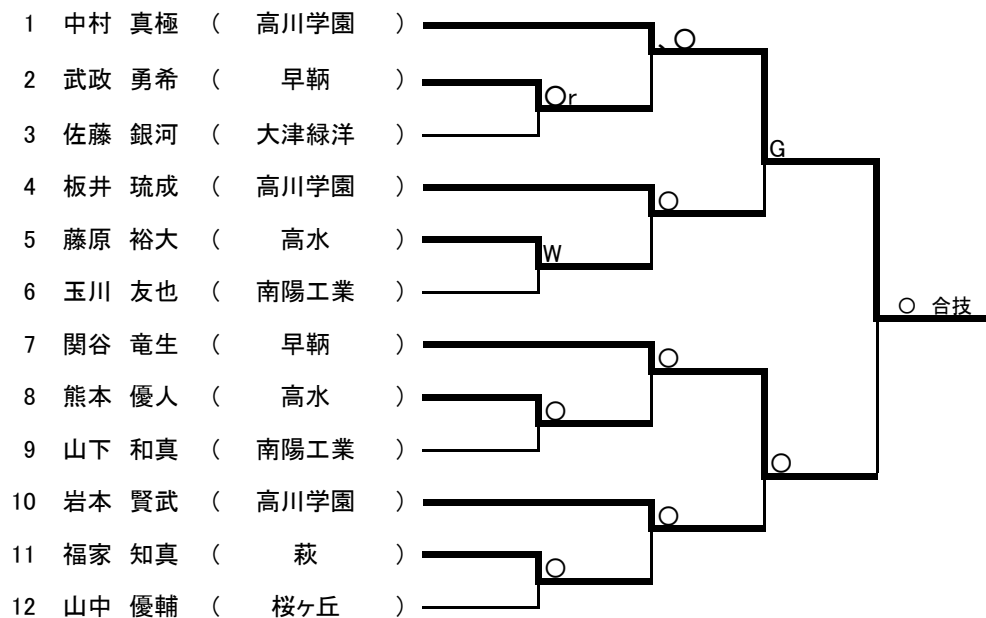 1 中村 真極 ( 高川学園 )
、〇
2 武政 勇希 ( 早鞆 )
〇r
3 佐藤 銀河 ( 大津緑洋 )
G
4 板井 琉成 ( 高川学園 )
〇
5 藤原 裕大 ( 高水 )
W
6 玉川 友也 ( 南陽工業 )
〇 合技
7 関谷 竜生 ( 早鞆 )
〇
8 熊本 優人 ( 高水 )
〇
9 山下 和真 ( 南陽工業 )
〇
10 岩本 賢武 ( 高川学園 )
〇
11 福家 知真 ( 萩 )
〇
12 山中 優輔 ( 桜ヶ丘 )